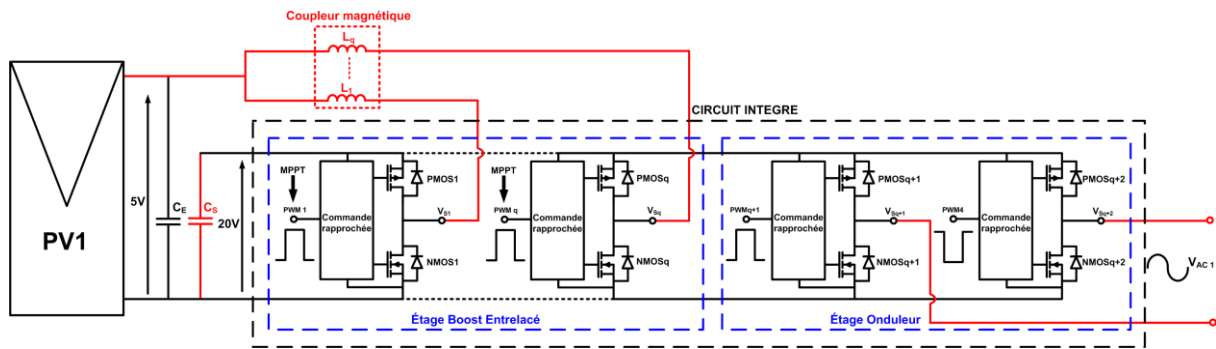 Coupleur magnétique
Lq
L1
CIRCUIT INTEGRE
PV1
5V
CE
CS
20V
MPPT
PWM 1
Commande
rapprochée
PMOS1
VS1
NMOS1
MPPT
PWM q
Commande
rapprochée
PMOSq
VSq
NMOSq
Étage Boost Entrelacé
PWMq+1
Commande
rapprochée
PMOSq+1
VSq+1
NMOSq+1
PWM4
Commande
rapprochée
PMOSq+2
VSq+2
NMOSq+2
Étage Onduleur
VAC 1